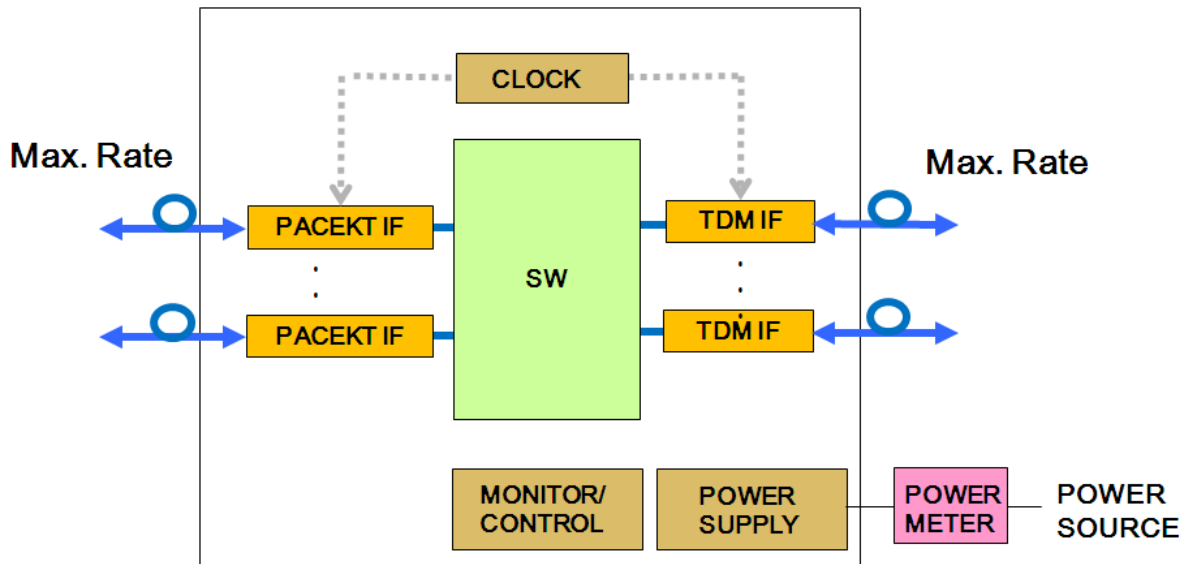 CLOCK
Max. Rate
Max. Rate
PACEKT IF
TDM IF
SW
PACEKT IF
TDM IF
MONITOR/
CONTROL
POWER
SUPPLY
POWER
METER
POWER
SOURCE